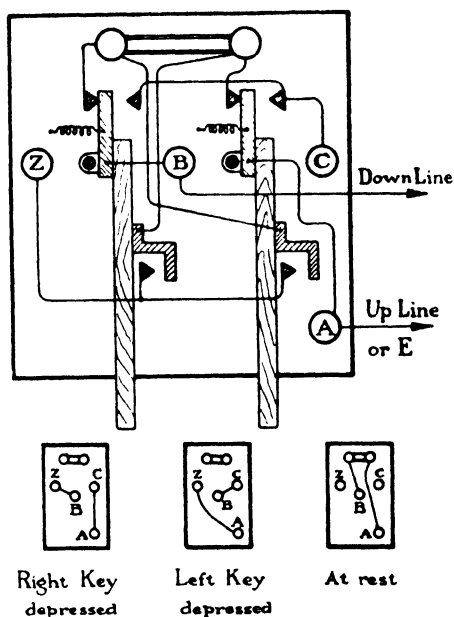 Z
B
C
Down Line
A
Up Line
or E
Z
C
B
A
Right Key
depressed
Z
C
B
A
Left Key
depressed
Z
C
B
A
At rest